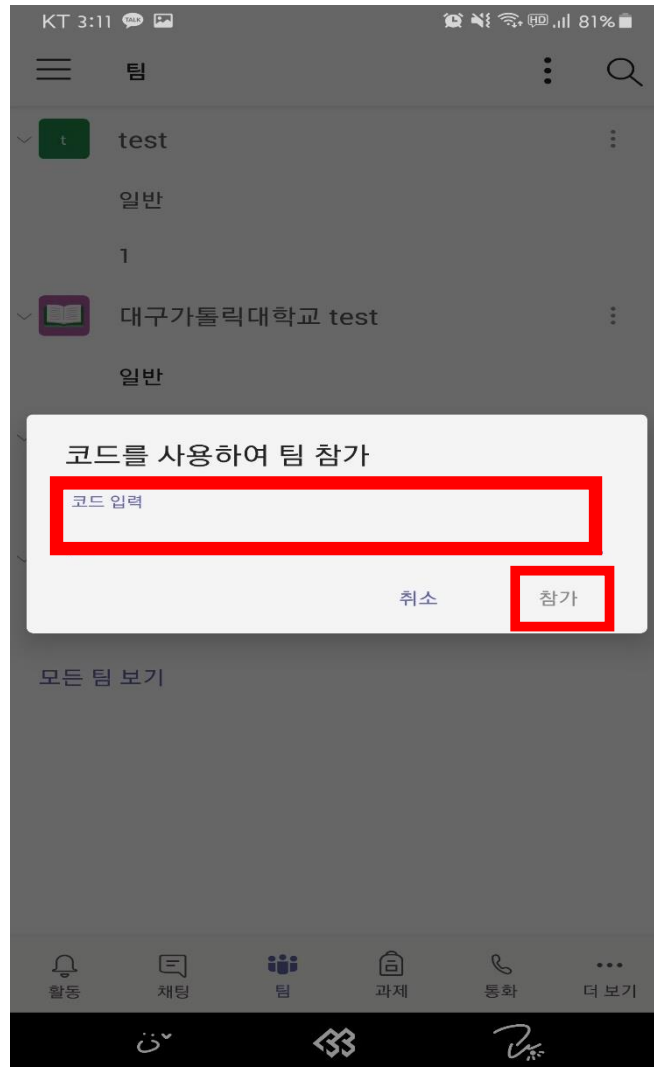 KT 3:11 TALK HD 81%
팀
t test
일반
1
대구가톨릭대학교 test
일반
코드를 사용하여 팀 참가
코드 입력
취소 참가
모든 팀 보기
활동 채팅 팀 과제 통화 더 보기